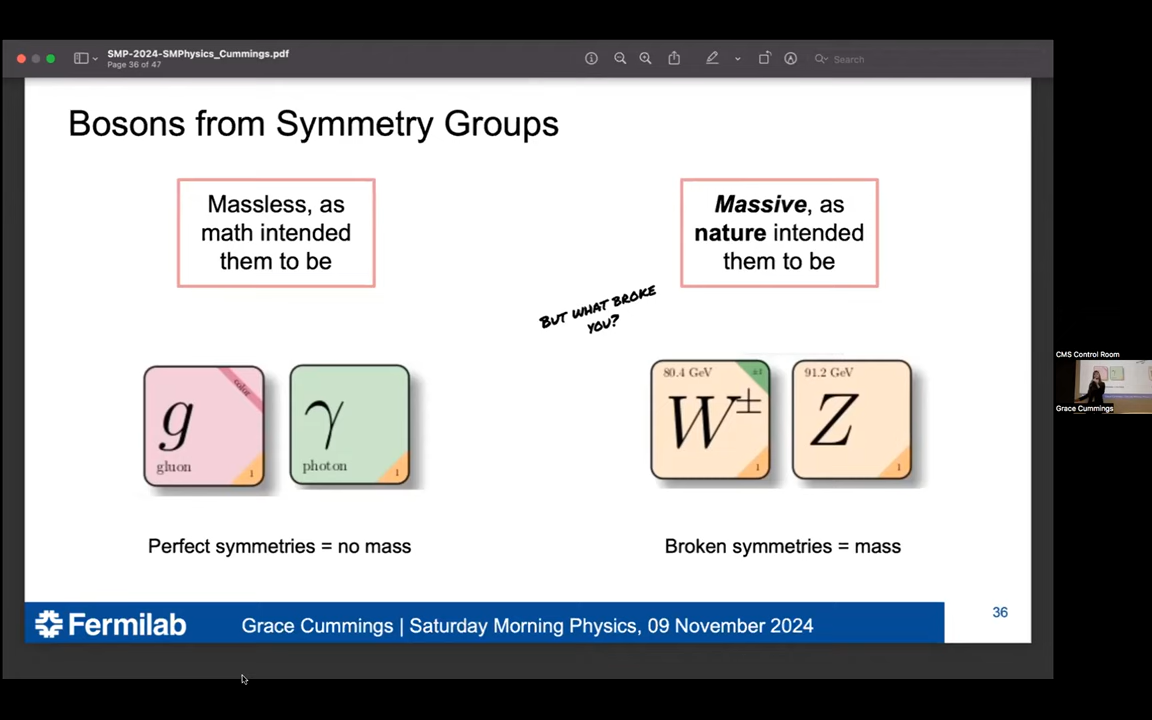 SMP-2024-SMPhysics_Cummings.pdf
Page 36 of 47
Search
Bosons from Symmetry Groups
Massless, as
math intended
them to be
Massive, as
nature intended
them to be
BUT WHAT BROKE
YOU?
color
g
gluon
1
γ
photon
1
80.4 GeV
±1
W±
1
91.2 GeV
Z
1
Perfect symmetries = no mass
Broken symmetries = mass
Fermilab
Grace Cummings | Saturday Morning Physics, 09 November 2024
36
CMS Control Room
Grace Cummings